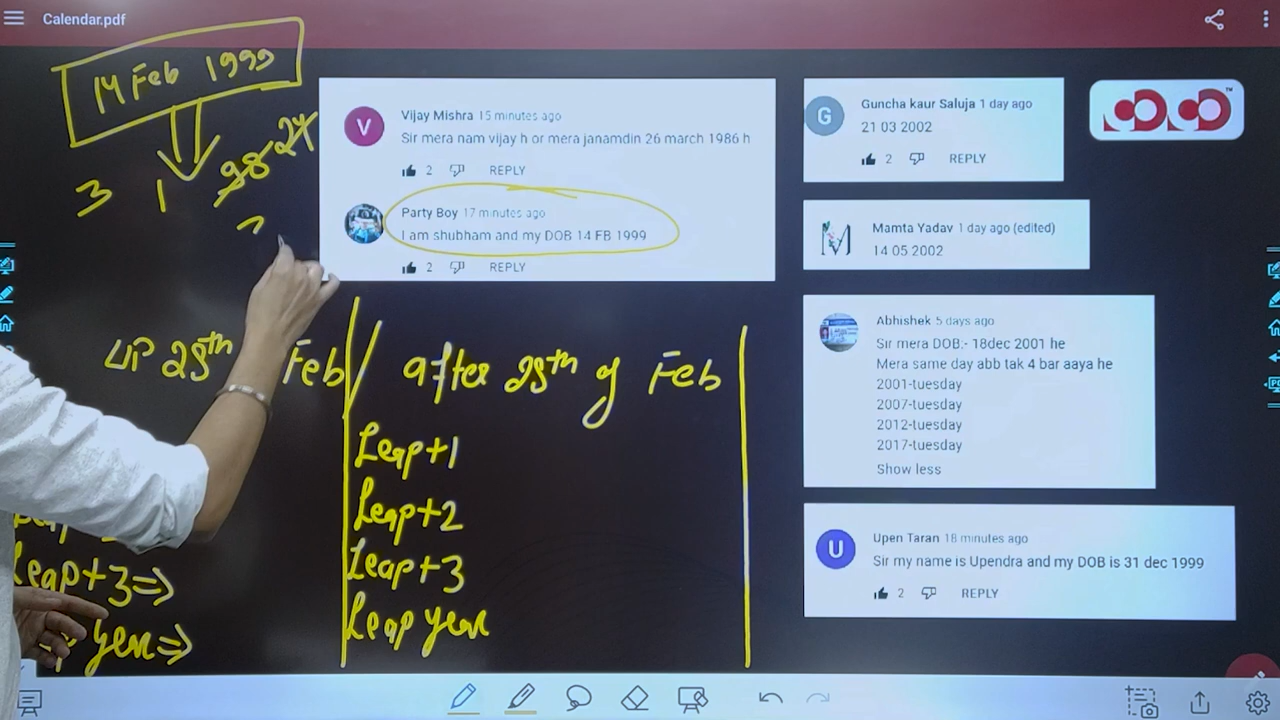 Calendar.pdf
14 Feb 1999
3 1 98 24
Vijay Mishra 15 minutes ago
Sir mera nam vijay h or mera janamdin 26 march 1986 h
2 REPLY
Party Boy 17 minutes ago
I am shubham and my DOB 14 FB 1999
2 REPLY
G
Guncha kaur Saluja 1 day ago
21 03 2002
2 REPLY
Mamta Yadav 1 day ago (edited)
14 05 2002
Abhishek 5 days ago
Sir mera DOB:- 18dec 2001 he
Mera same day abb tak 4 bar aaya he
2001-tuesday
2007-tuesday
2012-tuesday
2017-tuesday
Show less
U
Upen Taran 18 minutes ago
Sir my name is Upendra and my DOB is 31 dec 1999
2 REPLY
V
Feb
after 28th of Feb
Leap+1
Leap+2
Leap+3
Leap year
Leap+3⇒
year⇒